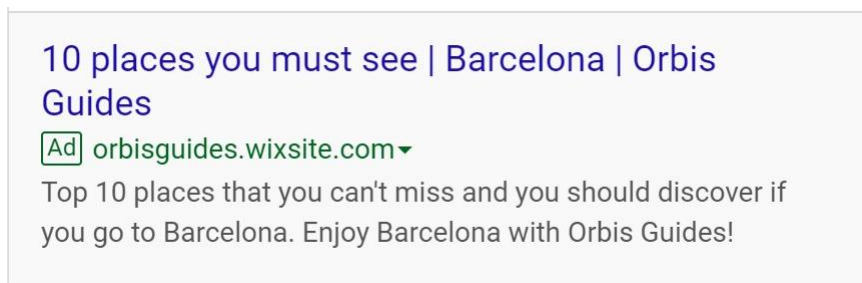 10 places you must see | Barcelona | Orbis
Guides
Ad orbisguides.wixsite.com
Top 10 places that you can't miss and you should discover if
you go to Barcelona. Enjoy Barcelona with Orbis Guides!